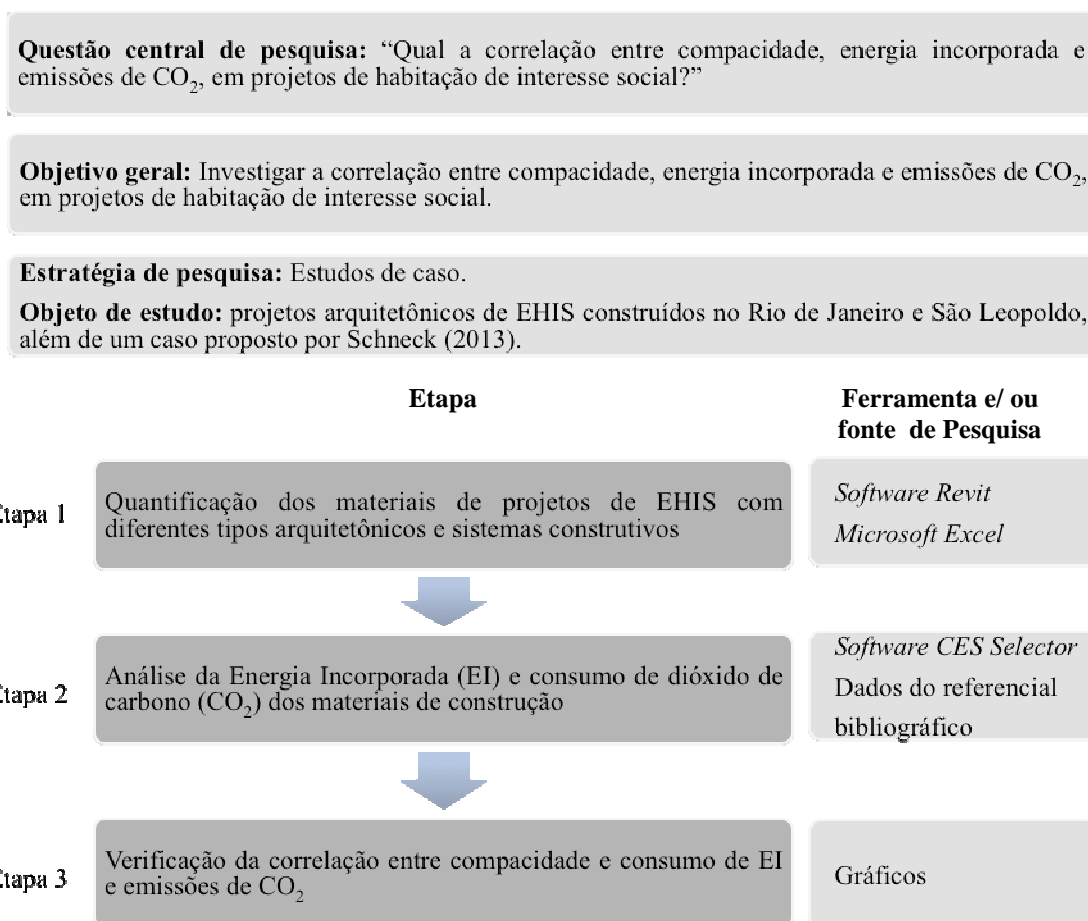 Questão central de pesquisa: “Qual a correlação entre compacidade, energia incorporada e
emissões de CO₂, em projetos de habitação de interesse social?”
Objetivo geral: Investigar a correlação entre compacidade, energia incorporada e emissões de CO₂,
em projetos de habitação de interesse social.
Estratégia de pesquisa: Estudos de caso.
Objeto de estudo: projetos arquitetônicos de EHIS construídos no Rio de Janeiro e São Leopoldo,
além de um caso proposto por Schneck (2013).
Etapa
Ferramenta e/ ou
fonte de Pesquisa
Etapa 1
Quantificação dos materiais de projetos de EHIS com
diferentes tipos arquitetônicos e sistemas construtivos
Software Revit
Microsoft Excel
Etapa 2
Análise da Energia Incorporada (EI) e consumo de dióxido de
carbono (CO₂) dos materiais de construção
Software CES Selector
Dados do referencial
bibliográfico
Etapa 3
Verificação da correlação entre compacidade e consumo de EI
e emissões de CO₂
Gráficos